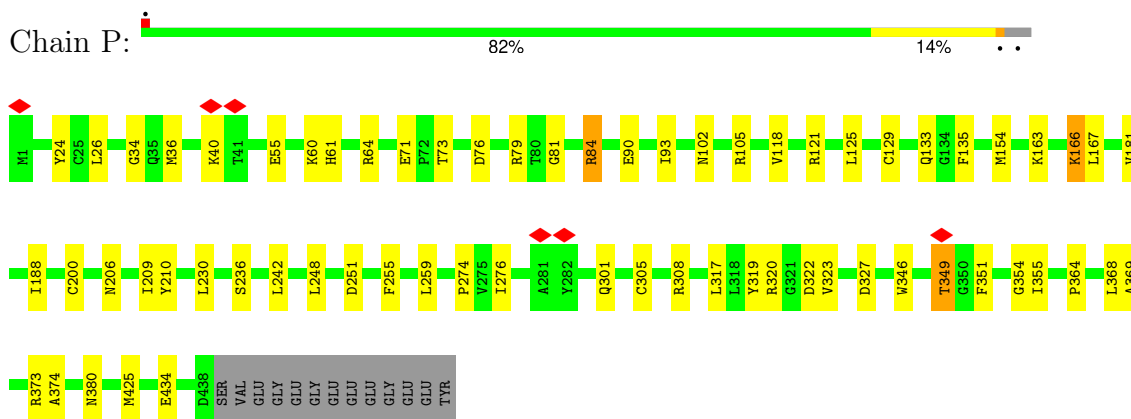 Chain P:
82%
14%
M1 Y24 C25 L26 G34 Q35 M36 K40 T41 E55 K60 H61 R64 E71 P72 T73 D76 R79 T80 G81 R84 E90 I93 N102 R105 V118 R121 L125 C129 Q133 G134 F135 M154 K163 K166 L167 V181
I188 C200 N206 I209 Y210 L230 S236 L242 L248 D251 F255 L259 P274 V275 I276 A281 Y282 Q301 C305 R308 L317 L318 Y319 R320 G321 D322 V323 D327 W346 T349 G350 F351 G354 I355 P364 L368 A369
R373 A374 N380 M425 E434 D438 SER VAL GLU GLY GLU GLY GLU GLU GLU GLY GLU GLU TYR